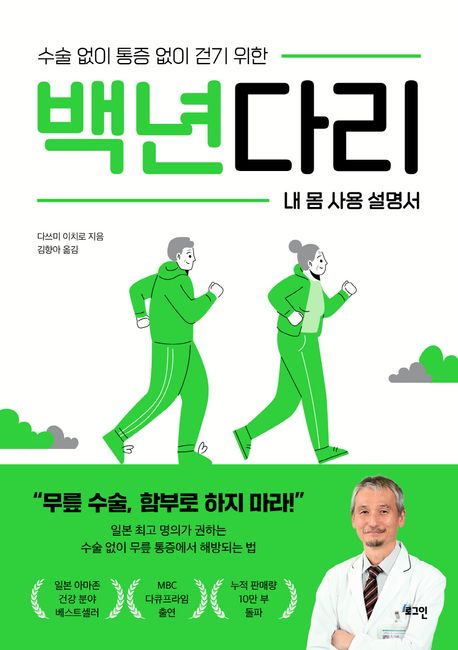 수술 없이 통증 없이 걷기 위한
백년다리
내 몸 사용 설명서
다쓰미 이치로 지음
김향아 옮김
“무릎 수술, 함부로 하지 마라!”
일본 최고 명의가 권하는
수술 없이 무릎 통증에서 해방되는 법
일본 아마존
건강 분야
베스트셀러
MBC
다큐프라임
출연
누적 판매량
10만 부
돌파
로그인